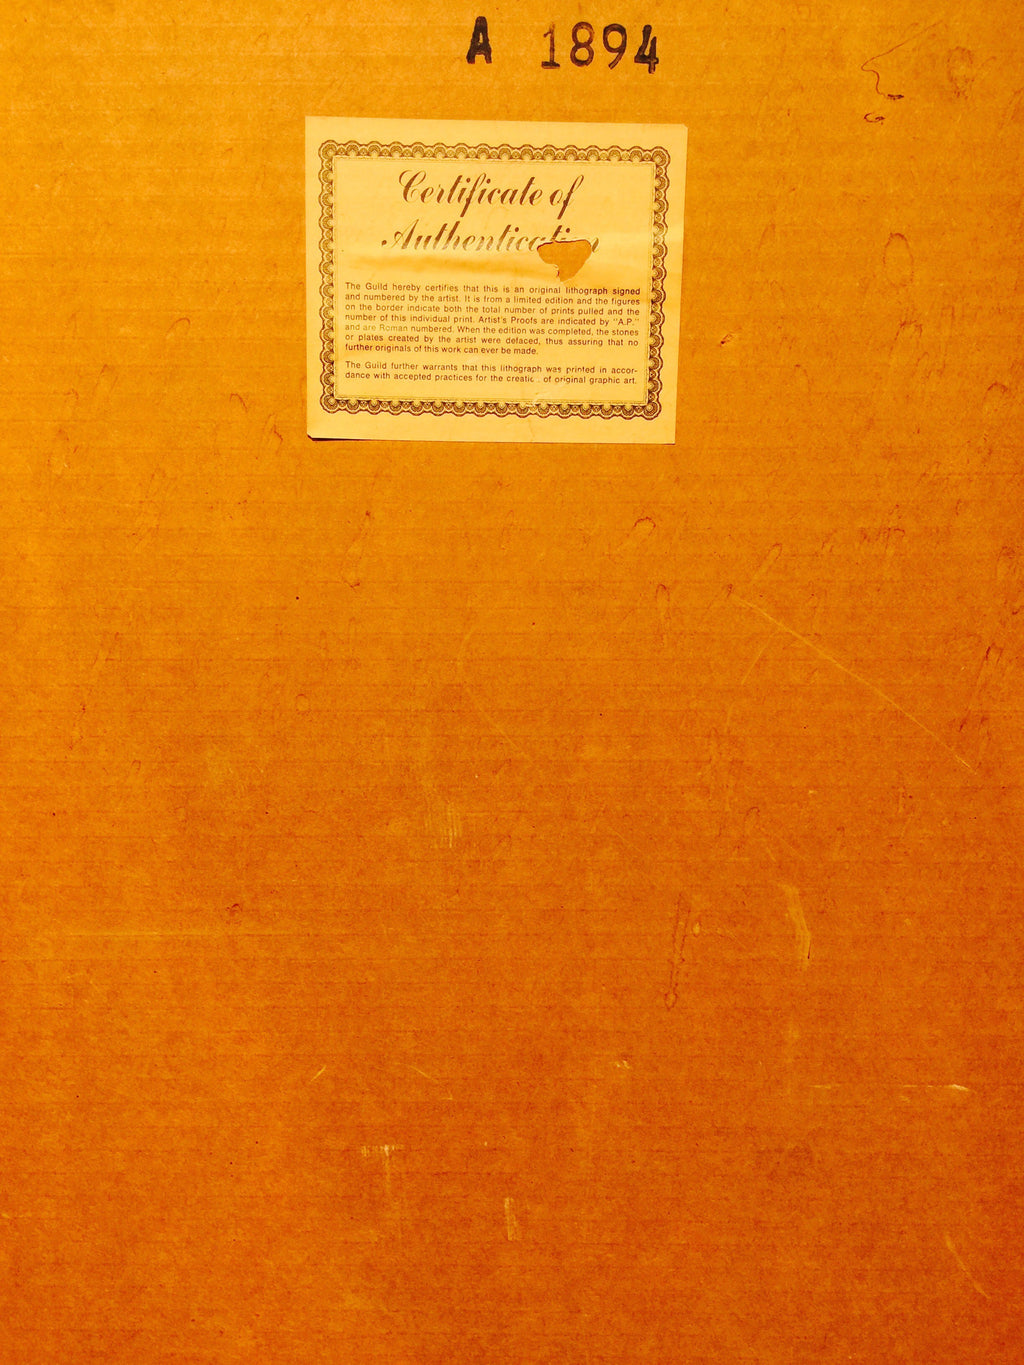 A 1894
Certificate of
Authentication
The Guild hereby certifies that this is an original lithograph signed
and numbered by the artist. It is from a limited edition and the figures
on the border indicate both the total number of prints pulled and the
number of this individual print. Artist's Proofs are indicated by "A.P."
and are Roman numbered. When the edition was completed, the stones
or plates created by the artist were defaced, thus assuring that no
further originals of this work can ever be made.
The Guild further warrants that this lithograph was printed in accor-
dance with accepted practices for the creation of original graphic art.